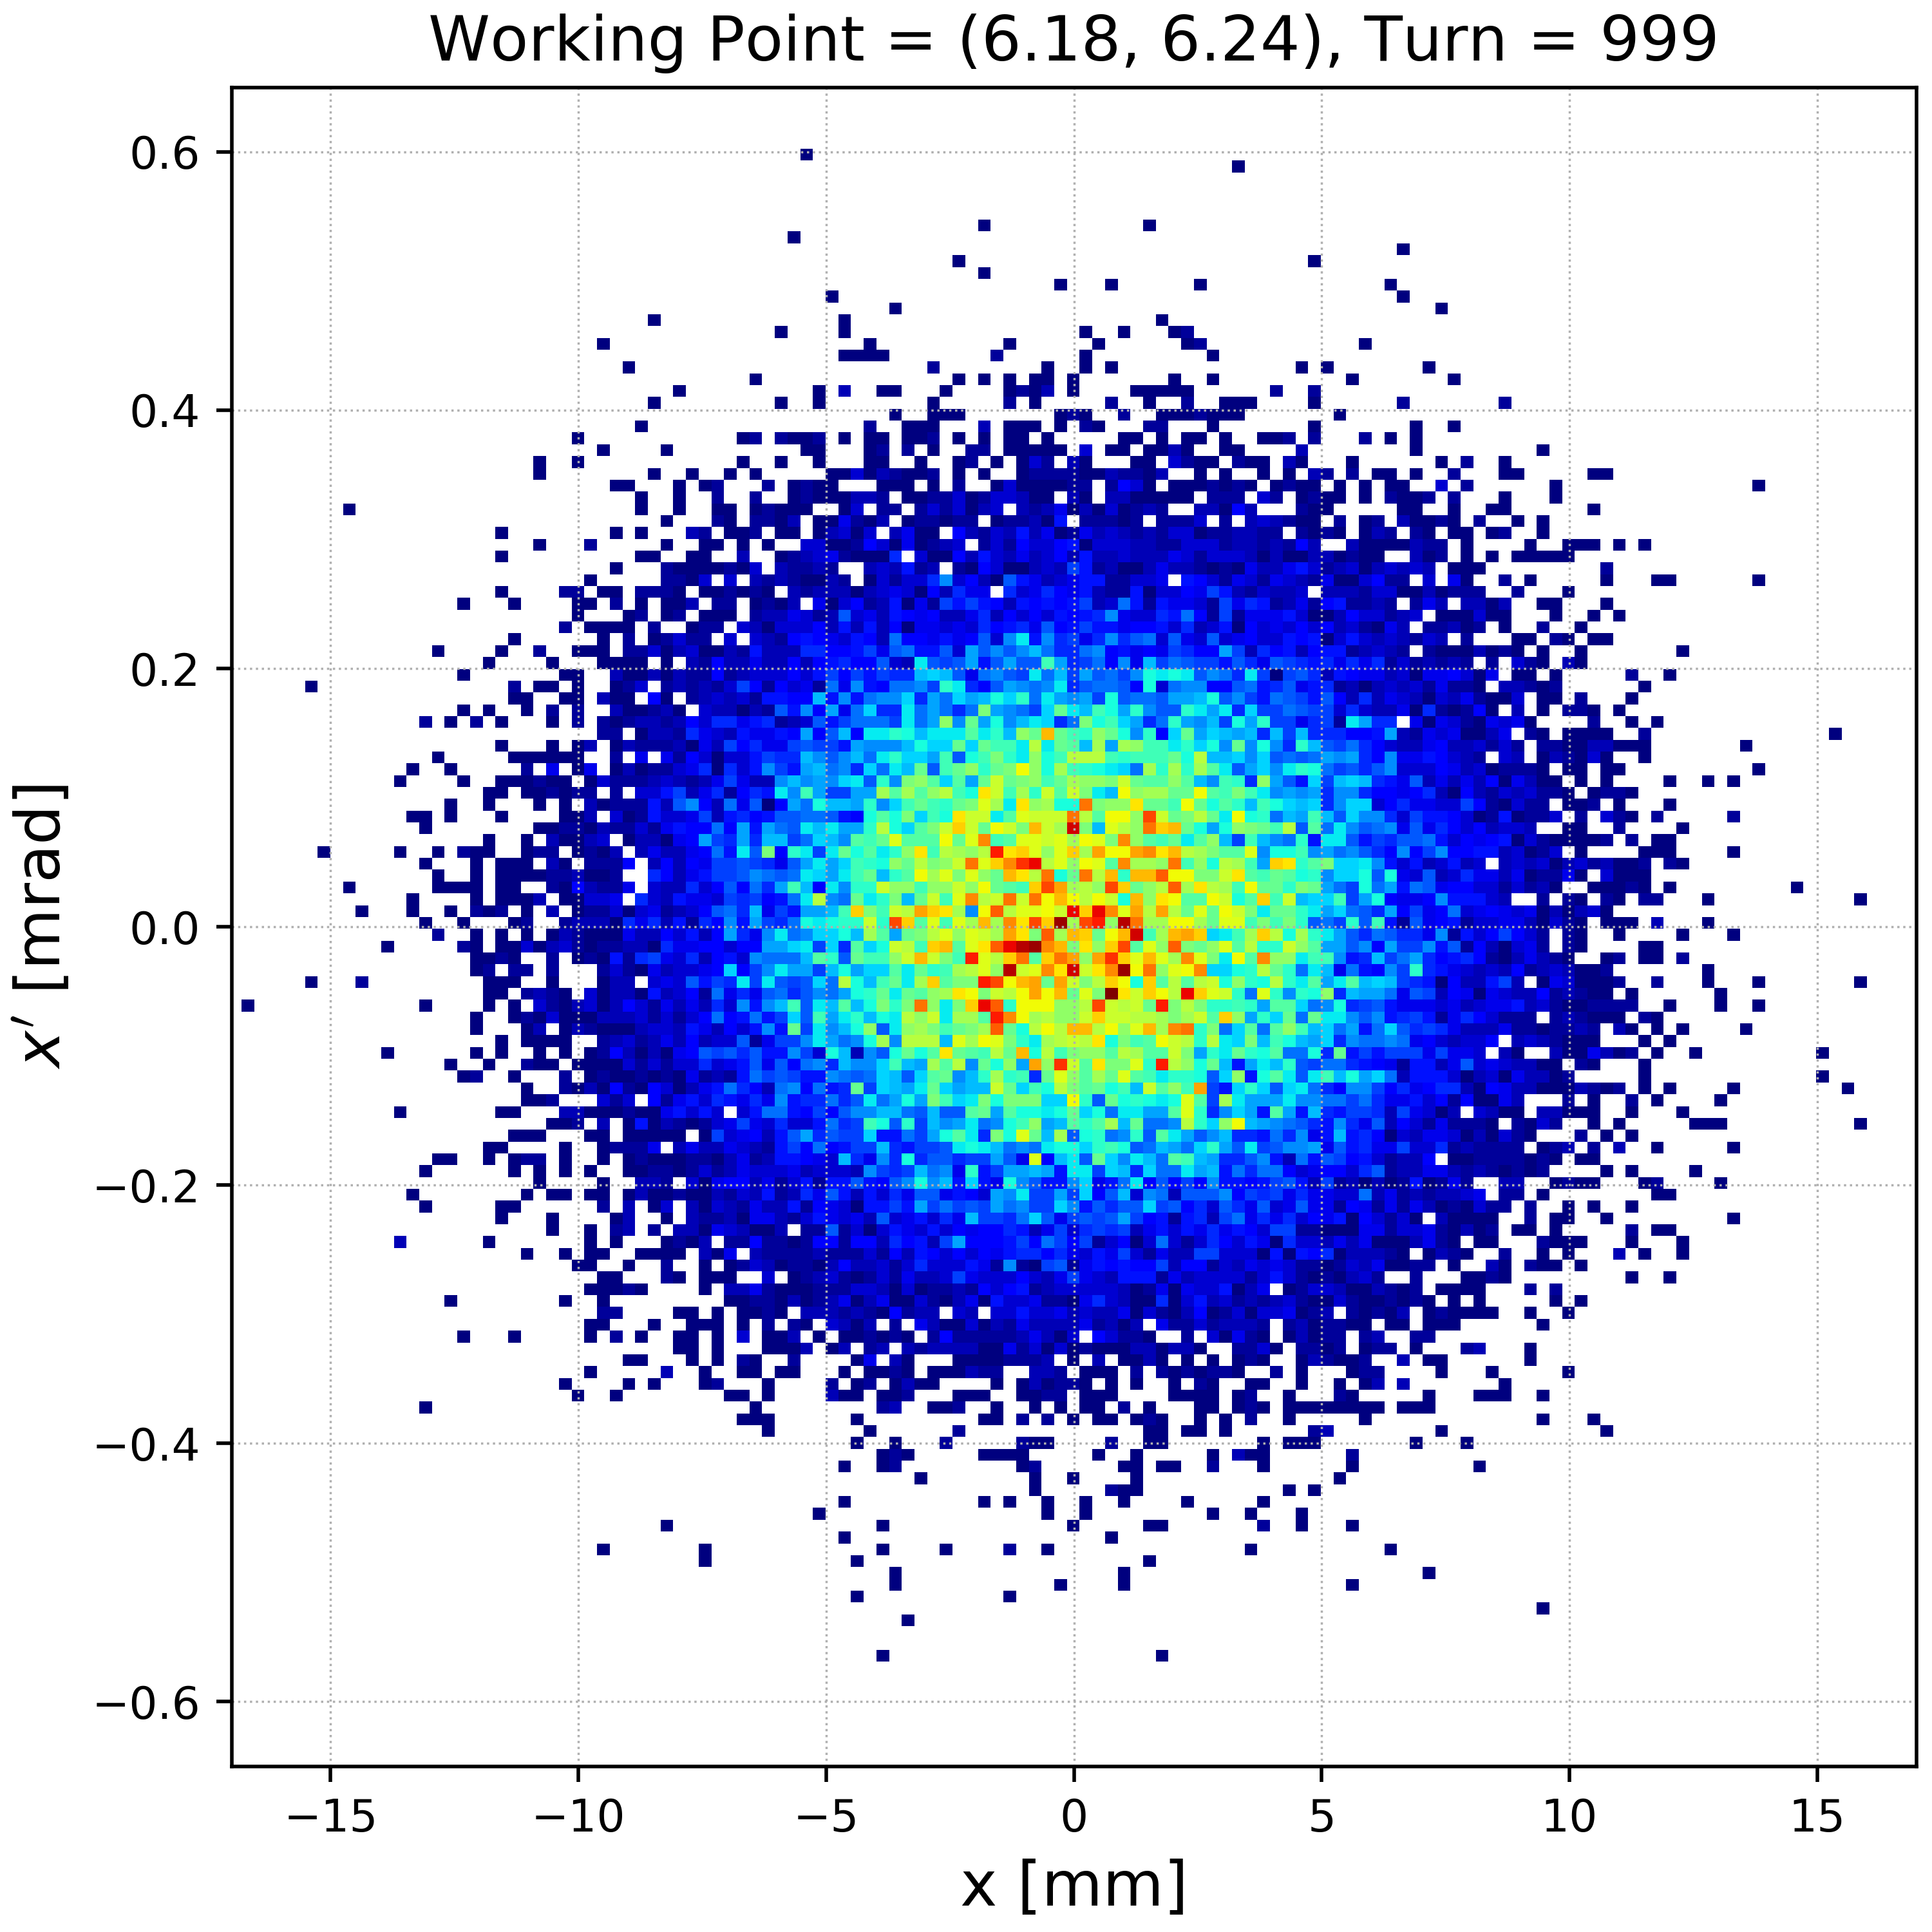 Working Point = (6.18, 6.24), Turn = 999
0.6
0.4
0.2
0.0
−0.2
−0.4
−0.6
x′ [mrad]
−15 −10 −5 0 5 10 15
x [mm]